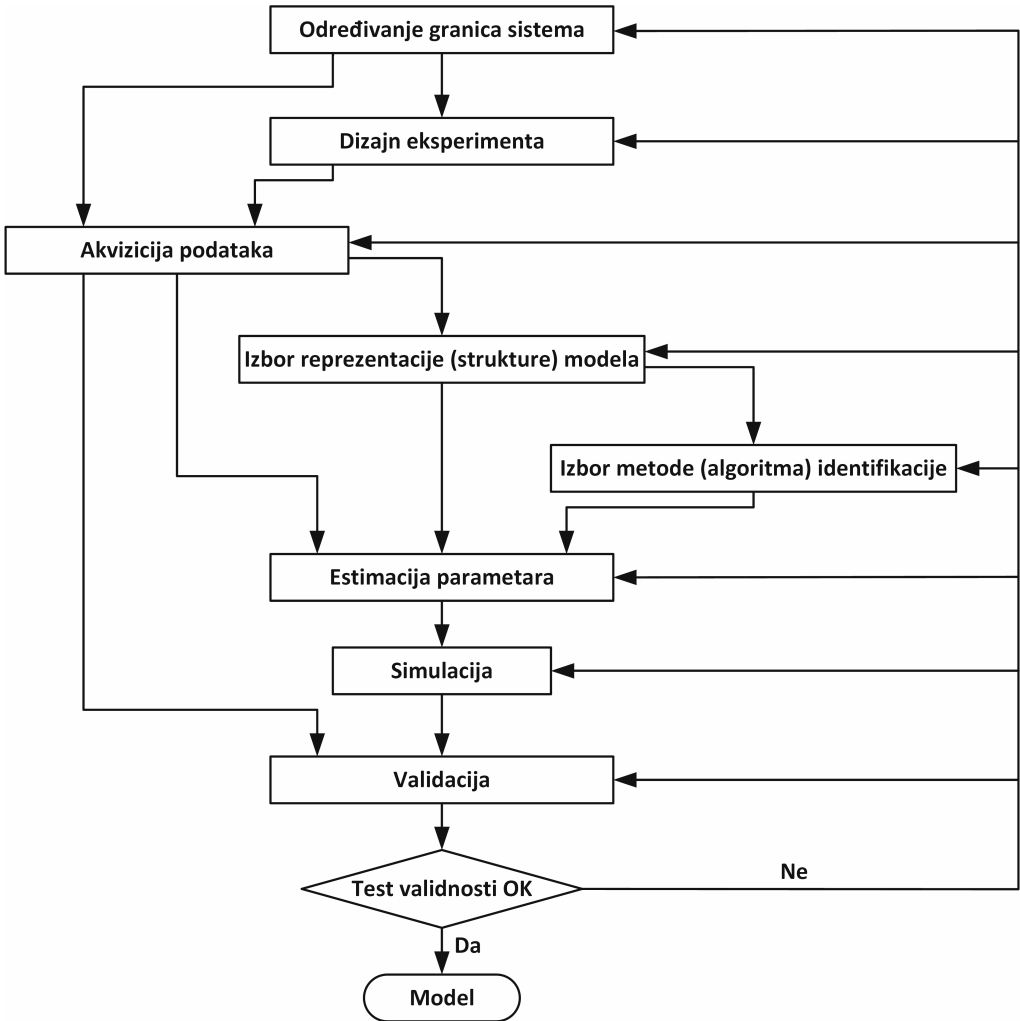 Određivanje granica sistema
Dizajn eksperimenta
Akvizicija podataka
Izbor reprezentacije (strukture) modela
Izbor metode (algoritma) identifikacije
Estimacija parametara
Simulacija
Validacija
Test validnosti OK
Ne
Da
Model